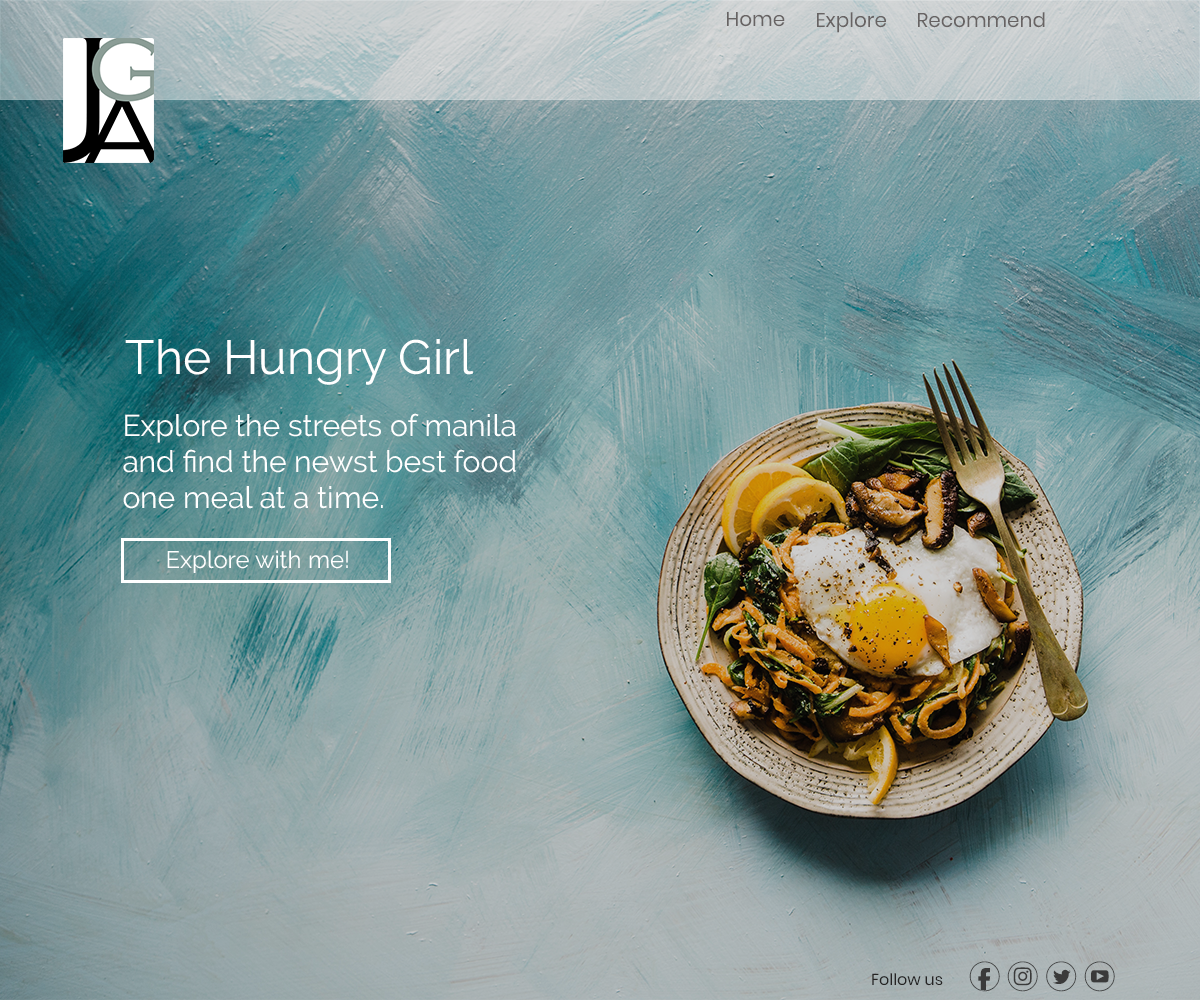 Home Explore Recommend
JGA
The Hungry Girl
Explore the streets of manila
and find the newst best food
one meal at a time.
Explore with me!
Follow us